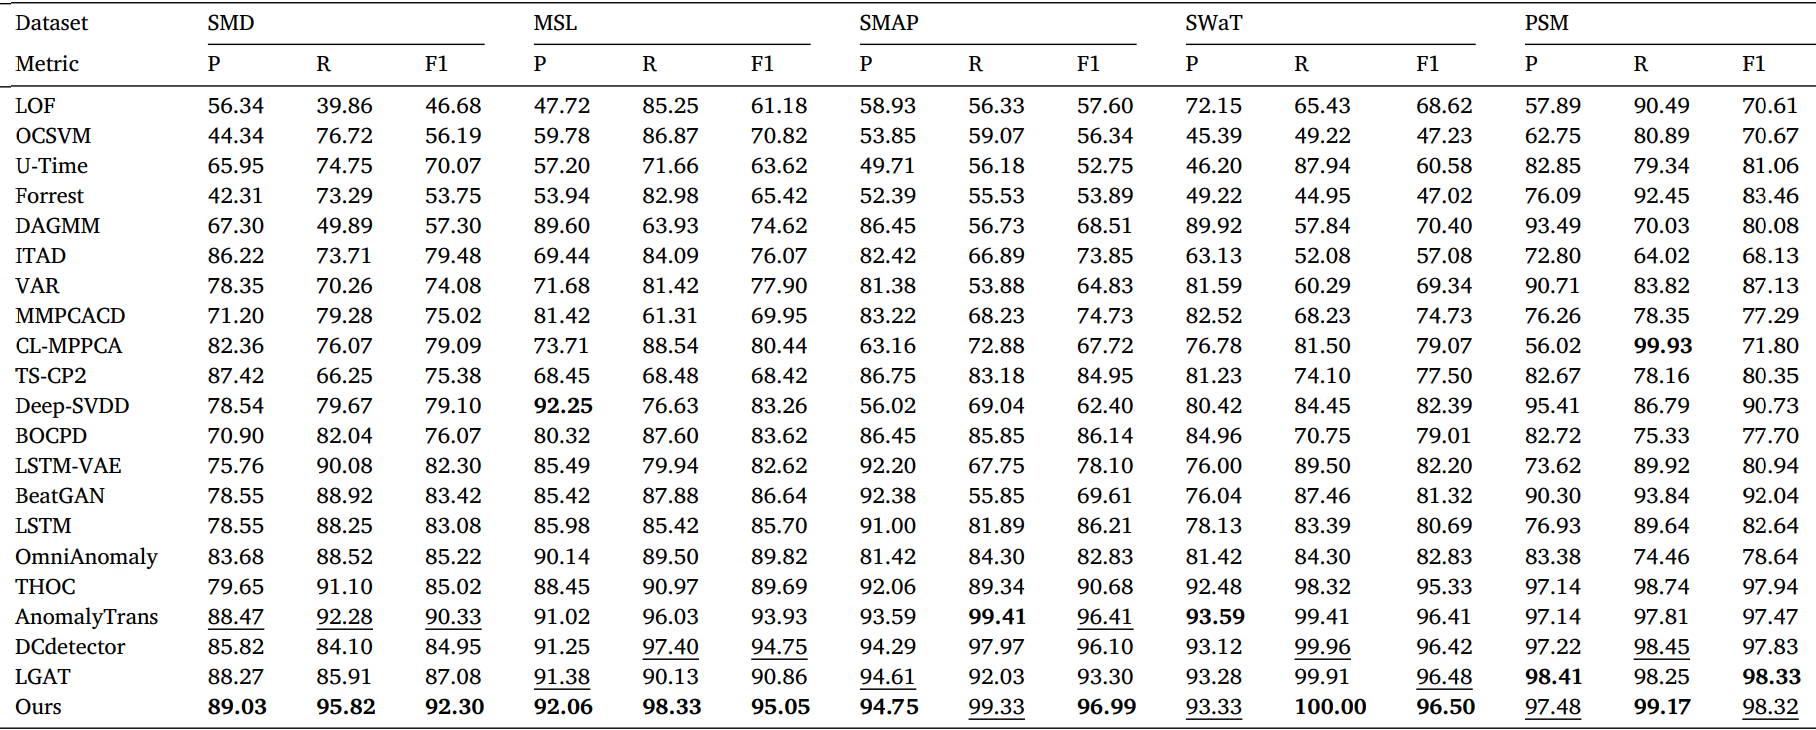 Dataset SMD MSL SMAP SWaT PSM
Metric P R F1 P R F1 P R F1 P R F1 P R F1
LOF 56.34 39.86 46.68 47.72 85.25 61.18 58.93 56.33 57.60 72.15 65.43 68.62 57.89 90.49 70.61
OCSVM 44.34 76.72 56.19 59.78 86.87 70.82 53.85 59.07 56.34 45.39 49.22 47.23 62.75 80.89 70.67
U-Time 65.95 74.75 70.07 57.20 71.66 63.62 49.71 56.18 52.75 46.20 87.94 60.58 82.85 79.34 81.06
Forrest 42.31 73.29 53.75 53.94 82.98 65.42 52.39 55.53 53.89 49.22 44.95 47.02 76.09 92.45 83.46
DAGMM 67.30 49.89 57.30 89.60 63.93 74.62 86.45 56.73 68.51 89.92 57.84 70.40 93.49 70.03 80.08
ITAD 86.22 73.71 79.48 69.44 84.09 76.07 82.42 66.89 73.85 63.13 52.08 57.08 72.80 64.02 68.13
VAR 78.35 70.26 74.08 71.68 81.42 77.90 81.38 53.88 64.83 81.59 60.29 69.34 90.71 83.82 87.13
MMPCACD 71.20 79.28 75.02 81.42 61.31 69.95 83.22 68.23 74.73 82.52 68.23 74.73 76.26 78.35 77.29
CL-MPPCA 82.36 76.07 79.09 73.71 88.54 80.44 63.16 72.88 67.72 76.78 81.50 79.07 56.02 99.93 71.80
TS-CP2 87.42 66.25 75.38 68.45 68.48 68.42 86.75 83.18 84.95 81.23 74.10 77.50 82.67 78.16 80.35
Deep-SVDD 78.54 79.67 79.10 92.25 76.63 83.26 56.02 69.04 62.40 80.42 84.45 82.39 95.41 86.79 90.73
BOCPD 70.90 82.04 76.07 80.32 87.60 83.62 86.45 85.85 86.14 84.96 70.75 79.01 82.72 75.33 77.70
LSTM-VAE 75.76 90.08 82.30 85.49 79.94 82.62 92.20 67.75 78.10 76.00 89.50 82.20 73.62 89.92 80.94
BeatGAN 78.55 88.92 83.42 85.42 87.88 86.64 92.38 55.85 69.61 76.04 87.46 81.32 90.30 93.84 92.04
LSTM 78.55 88.25 83.08 85.98 85.42 85.70 91.00 81.89 86.21 78.13 83.39 80.69 76.93 89.64 82.64
OmniAnomaly 83.68 88.52 85.22 90.14 89.50 89.82 81.42 84.30 82.83 81.42 84.30 82.83 83.38 74.46 78.64
THOC 79.65 91.10 85.02 88.45 90.97 89.69 92.06 89.34 90.68 92.48 98.32 95.33 97.14 98.74 97.94
AnomalyTrans 88.47 92.28 90.33 91.02 96.03 93.93 93.59 99.41 96.41 93.59 99.41 96.41 97.14 97.81 97.47
DCdetector 85.82 84.10 84.95 91.25 97.40 94.75 94.29 97.97 96.10 93.12 99.96 96.42 97.22 98.45 97.83
LGAT 88.27 85.91 87.08 91.38 90.13 90.86 94.61 92.03 93.30 93.28 99.91 96.48 98.41 98.25 98.33
Ours 89.03 95.82 92.30 92.06 98.33 95.05 94.75 99.33 96.99 93.33 100.00 96.50 97.48 99.17 98.32